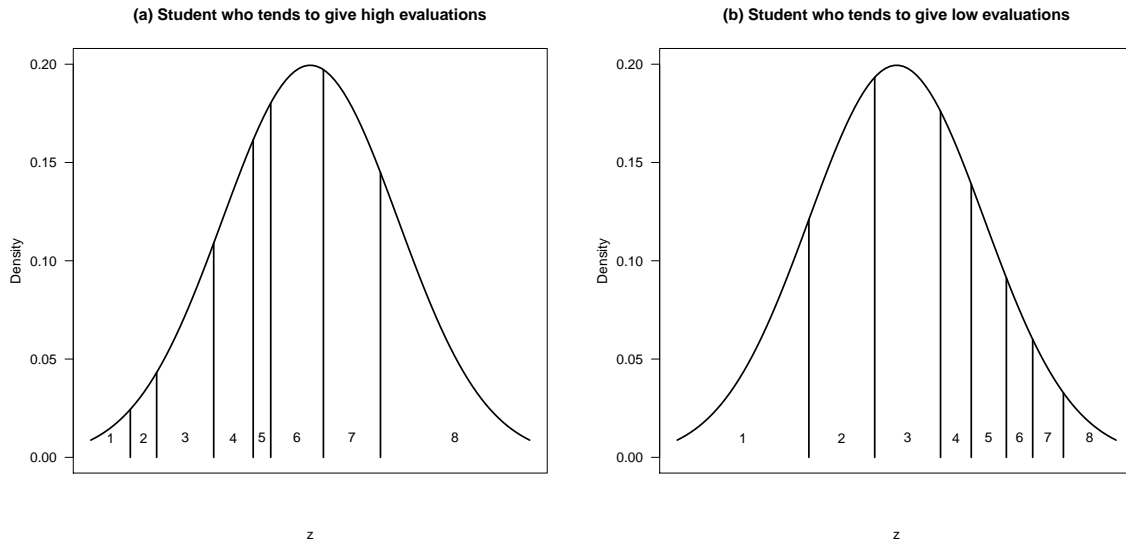 (a) Student who tends to give high evaluations
0.20
0.15
0.10
0.05
0.00
Density
1 2 3 4 5 6 7 8
z
(b) Student who tends to give low evaluations
0.20
0.15
0.10
0.05
0.00
Density
1 2 3 4 5 6 7 8
z